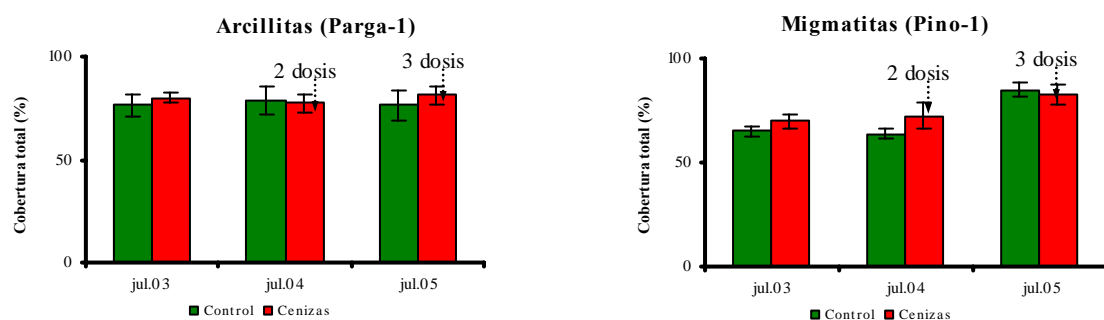 Arcillitas (Parga-1)
100
50
0
Cobertura total (%)
2 dosis
3 dosis
jul.03
jul.04
jul.05
Control
Cenizas
Migmatitas (Pino-1)
100
50
0
Cobertura total (%)
2 dosis
3 dosis
jul.03
jul.04
jul.05
Control
Cenizas